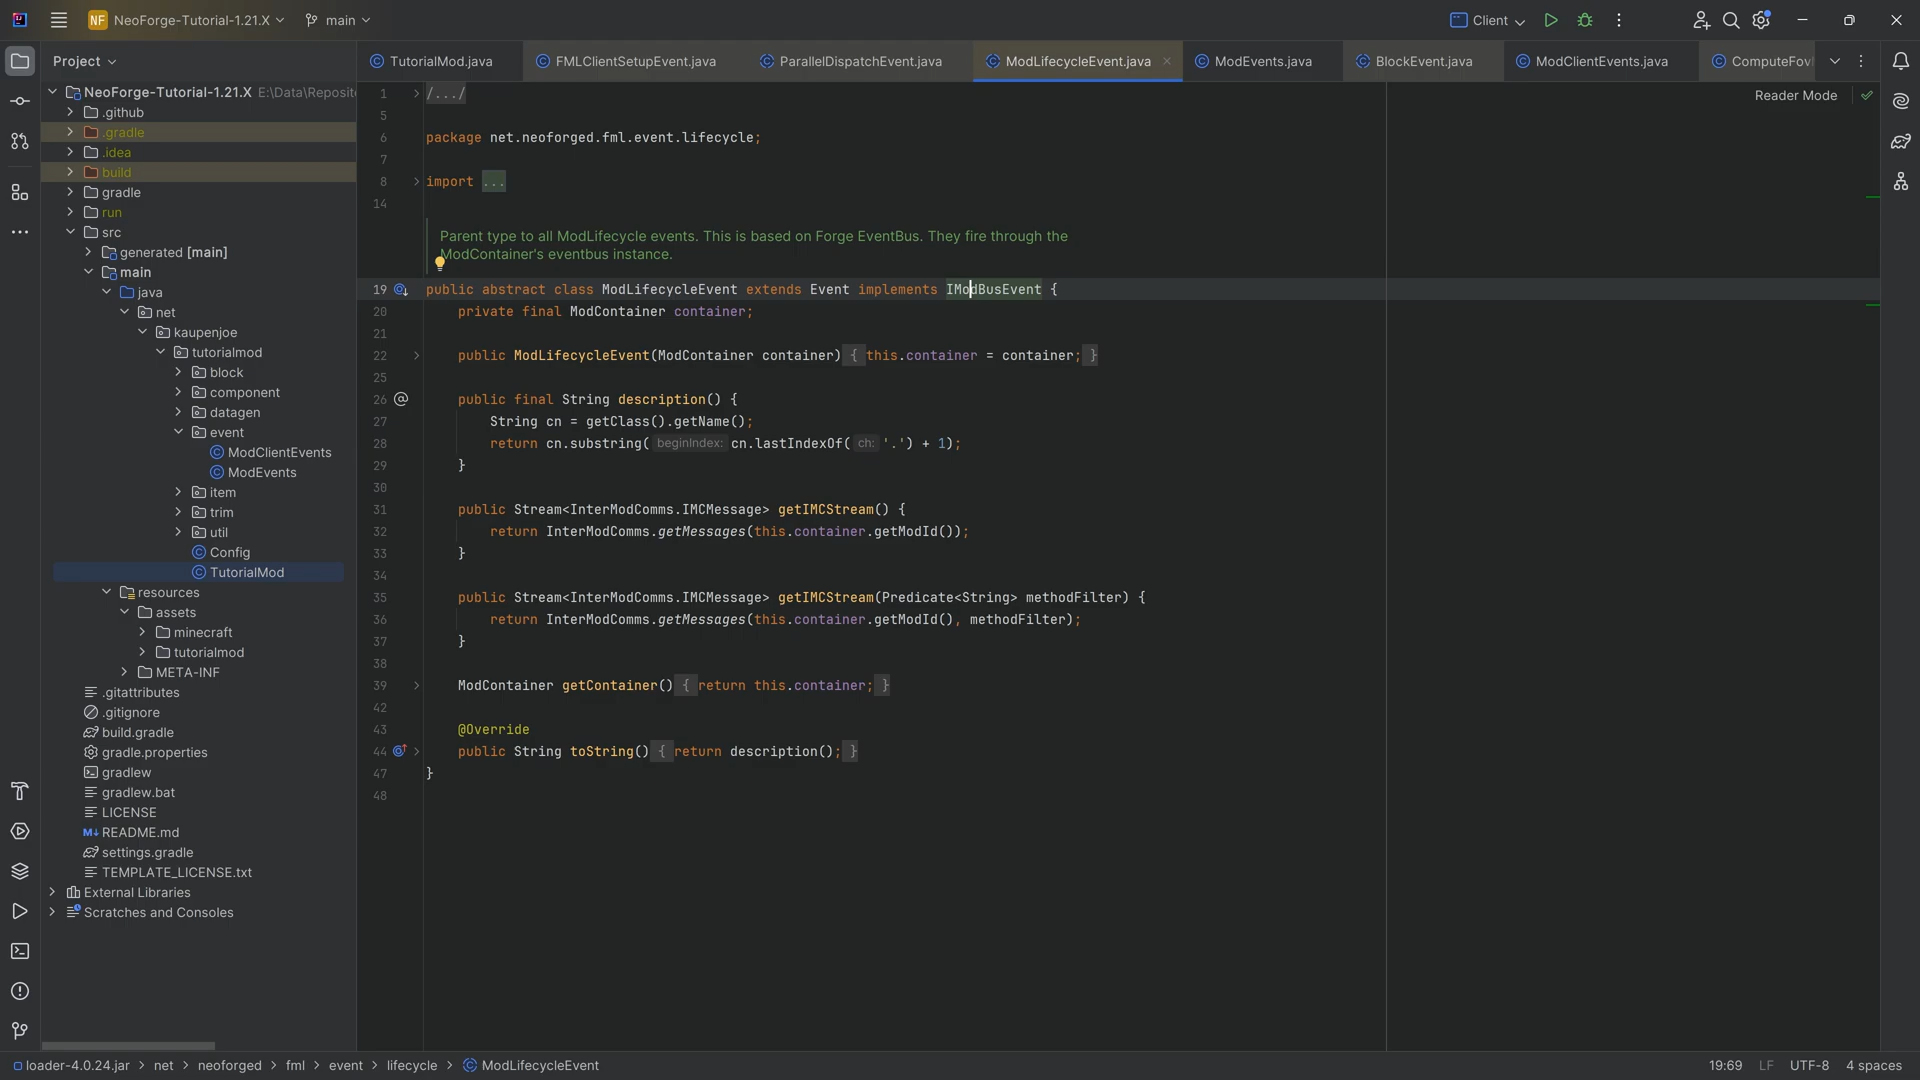 NF NeoForge-Tutorial-1.21.X main Client
Project
TutorialMod.java FMLClientSetupEvent.java ParallelDispatchEvent.java ModLifecycleEvent.java ModEvents.java BlockEvent.java ModClientEvents.java ComputeFov
NeoForge-Tutorial-1.21.X E:\Data\Reposit
.github
.gradle
.idea
build
gradle
run
src
generated [main]
main
java
net
kaupenjoe
tutorialmod
block
component
datagen
event
ModClientEvents
ModEvents
item
trim
util
Config
TutorialMod
resources
assets
minecraft
tutorialmod
META-INF
.gitattributes
.gitignore
build.gradle
gradle.properties
gradlew
gradlew.bat
LICENSE
README.md
settings.gradle
TEMPLATE_LICENSE.txt
External Libraries
Scratches and Consoles
Reader Mode
1 /.../
5
6 package net.neoforged.fml.event.lifecycle;
7
8 import ...
14
Parent type to all ModLifecycle events. This is based on Forge EventBus. They fire through the
ModContainer's eventbus instance.
19 public abstract class ModLifecycleEvent extends Event implements IModBusEvent {
20 private final ModContainer container;
21
22 public ModLifecycleEvent(ModContainer container) { this.container = container; }
25
26 @ public final String description() {
27 String cn = getClass().getName();
28 return cn.substring( beginIndex: cn.lastIndexOf( ch: '.') + 1);
29 }
30
31 public Stream<InterModComms.IMCMessage> getIMCStream() {
32 return InterModComms.getMessages(this.container.getModId());
33 }
34
35 public Stream<InterModComms.IMCMessage> getIMCStream(Predicate<String> methodFilter) {
36 return InterModComms.getMessages(this.container.getModId(), methodFilter);
37 }
38
39 ModContainer getContainer() { return this.container; }
42
43 @Override
44 public String toString() { return description(); }
47 }
48
loader-4.0.24.jar > net > neoforged > fml > event > lifecycle > ModLifecycleEvent
19:69 LF UTF-8 4 spaces